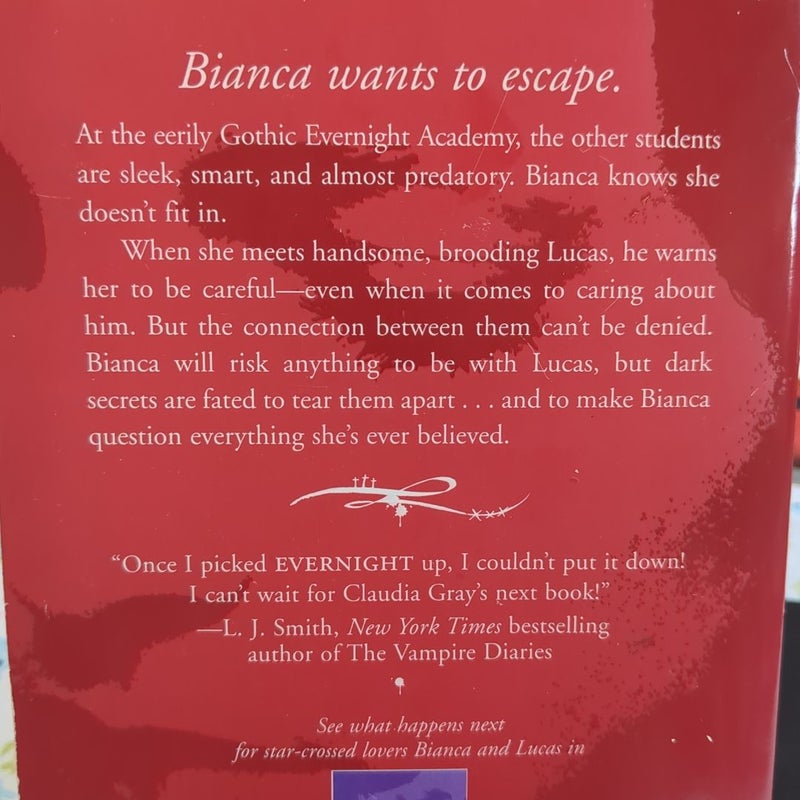 Bianca wants to escape.
At the eerily Gothic Evernight Academy, the other students
are sleek, smart, and almost predatory. Bianca knows she
doesn't fit in.
When she meets handsome, brooding Lucas, he warns
her to be careful—even when it comes to caring about
him. But the connection between them can't be denied.
Bianca will risk anything to be with Lucas, but dark
secrets are fated to tear them apart . . . and to make Bianca
question everything she's ever believed.
"Once I picked EVERNIGHT up, I couldn't put it down!
I can't wait for Claudia Gray's next book!"
—L. J. Smith, New York Times bestselling
author of The Vampire Diaries
See what happens next
for star-crossed lovers Bianca and Lucas in